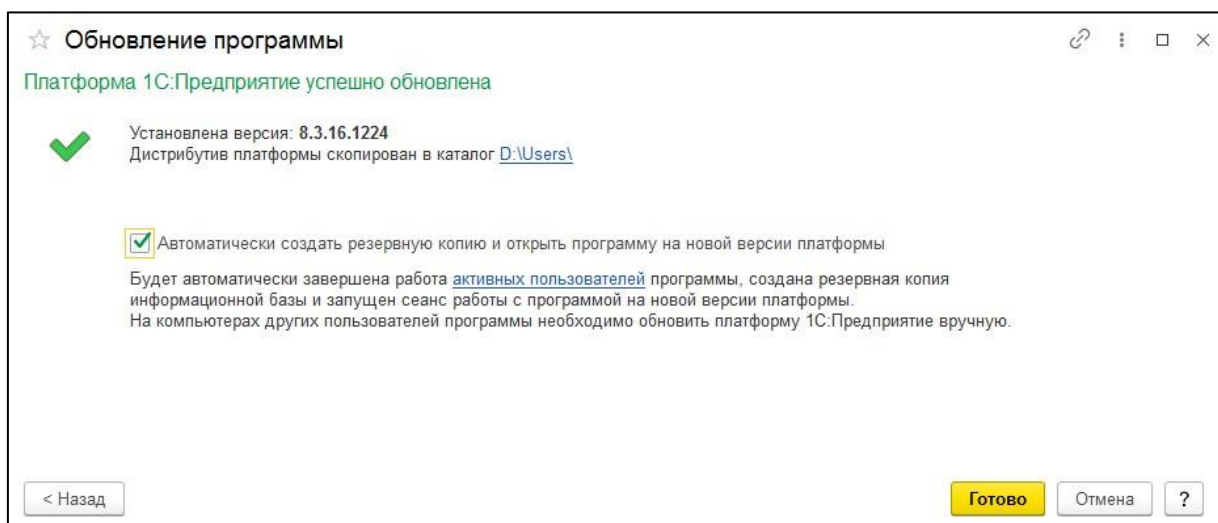 Обновление программы
Платформа 1С:Предприятие успешно обновлена
Установлена версия: 8.3.16.1224
Дистрибутив платформы скопирован в каталог D:\Users\
Автоматически создать резервную копию и открыть программу на новой версии платформы
Будет автоматически завершена работа активных пользователей программы, создана резервная копия
информационной базы и запущен сеанс работы с программой на новой версии платформы.
На компьютерах других пользователей программы необходимо обновить платформу 1С:Предприятие вручную.
< Назад
Готово
Отмена
?